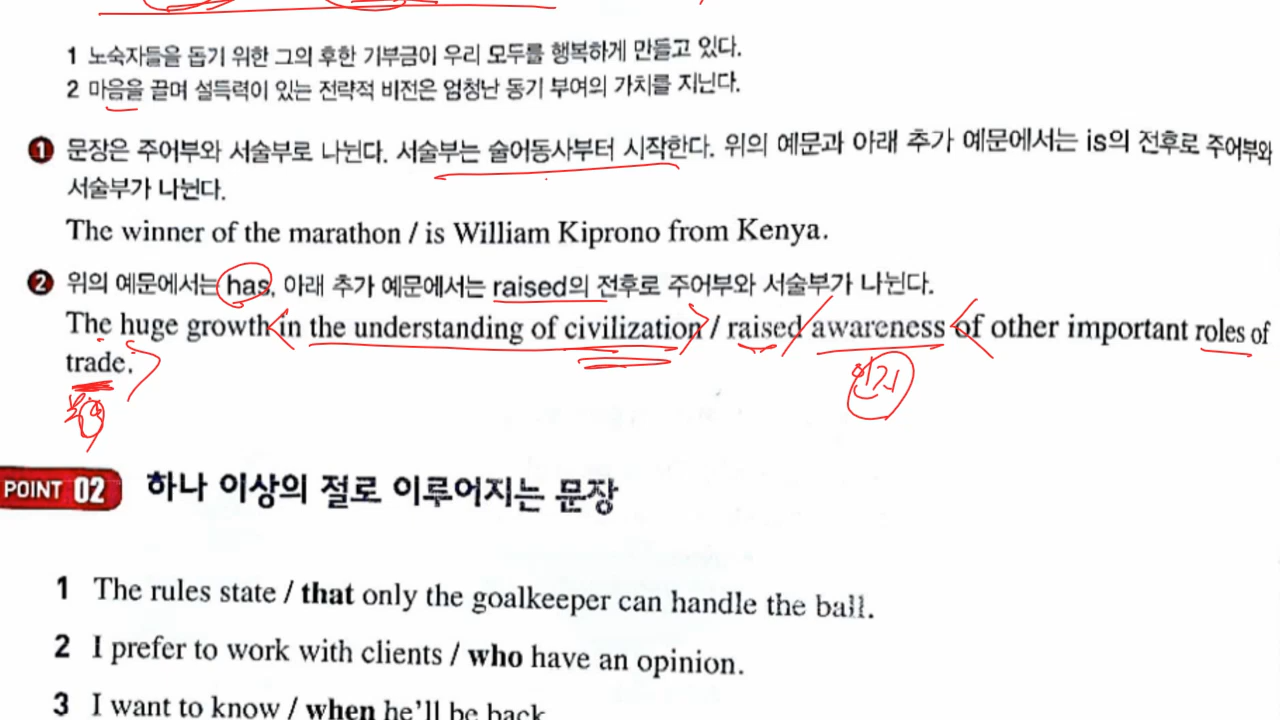 1 노숙자들을 돕기 위한 그의 후한 기부금이 우리 모두를 행복하게 만들고 있다.
2 마음을 끌며 설득력이 있는 전략적 비전은 엄청난 동기 부여의 가치를 지닌다.
1 문장은 주어부와 서술부로 나뉜다. 서술부는 술어동사부터 시작한다. 위의 예문과 아래 추가 예문에서는 is의 전후로 주어부와
서술부가 나뉜다.
The winner of the marathon / is William Kiprono from Kenya.
2 위의 예문에서는 has, 아래 추가 예문에서는 raised의 전후로 주어부와 서술부가 나뉜다.
The huge growth in the understanding of civilization / raised awareness of other important roles of
trade.
인지
POINT 02 하나 이상의 절로 이루어지는 문장
1 The rules state / that only the goalkeeper can handle the ball.
2 I prefer to work with clients / who have an opinion.
3 I want to know / when he'll be back